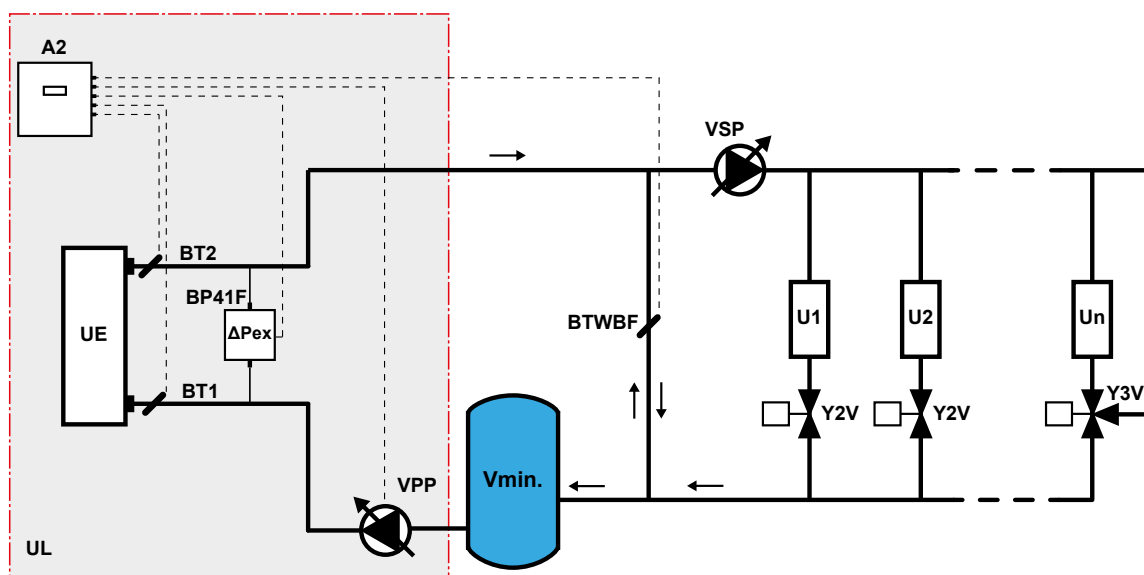 A2
VSP
BT2
BP41F
UE
ΔPex
BTWBF
U1
U2
Un
BT1
Y2V
Y2V
Y3V
Vmin.
VPP
UL